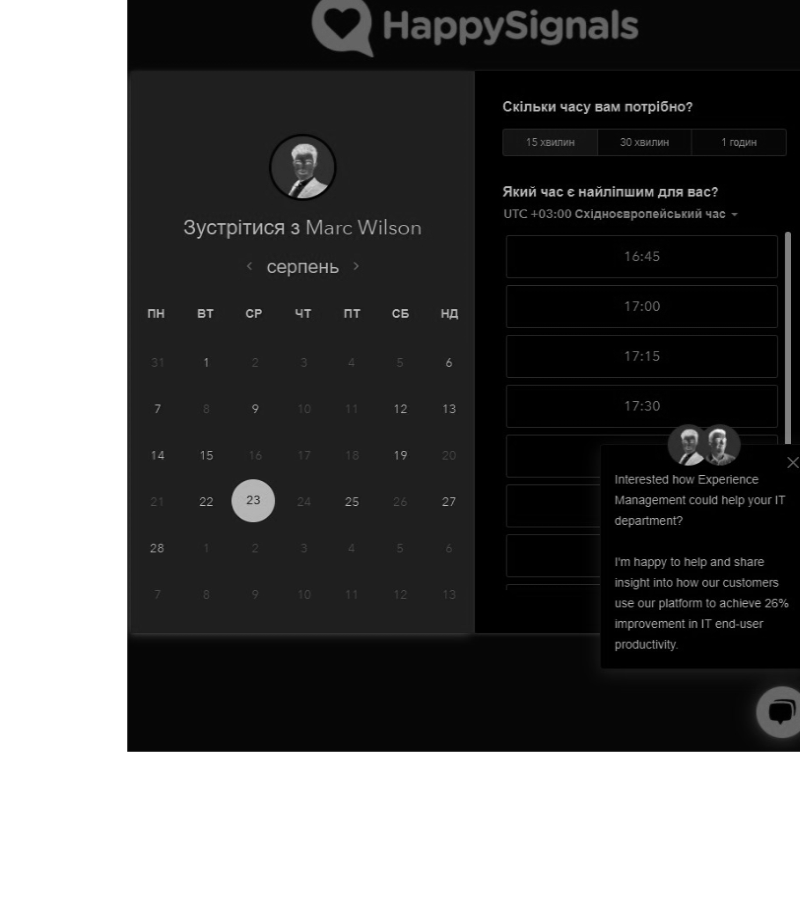 HappySignals
Зустрітися з Marc Wilson
серпень
ПН ВТ СР ЧТ ПТ СБ НД
31 1 2 3 4 5 6
7 8 9 10 11 12 13
14 15 16 17 18 19 20
21 22 23 24 25 26 27
28 1 2 3 4 5 6
7 8 9 10 11 12 13
Скільки часу вам потрібно?
15 хвилин 30 хвилин 1 годин
Який час є найліпшим для вас?
UTC +03:00 Східноєвропейський час
16:45
17:00
17:15
17:30
Interested how Experience
Management could help your IT
department?
I'm happy to help and share
insight into how our customers
use our platform to achieve 26%
improvement in IT end-user
productivity.